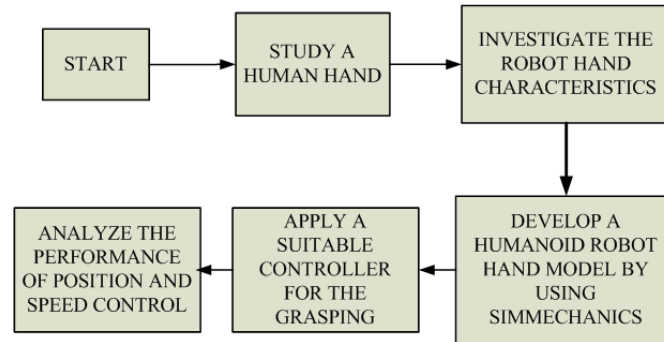 START
STUDY A
HUMAN HAND
INVESTIGATE THE
ROBOT HAND
CHARACTERISTICS
DEVELOP A
HUMANOID ROBOT
HAND MODEL BY
USING
SIMMECHANICS
APPLY A
SUITABLE
CONTROLLER
FOR THE
GRASPING
ANALYZE THE
PERFORMANCE
OF POSITION AND
SPEED CONTROL